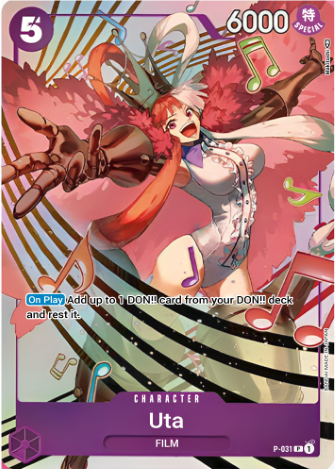 5
6000
特
SPECIAL
On Play Add up to 1 DON!! card from your DON!! deck
and rest it.
CHARACTER
Uta
FILM
P-031 P 1